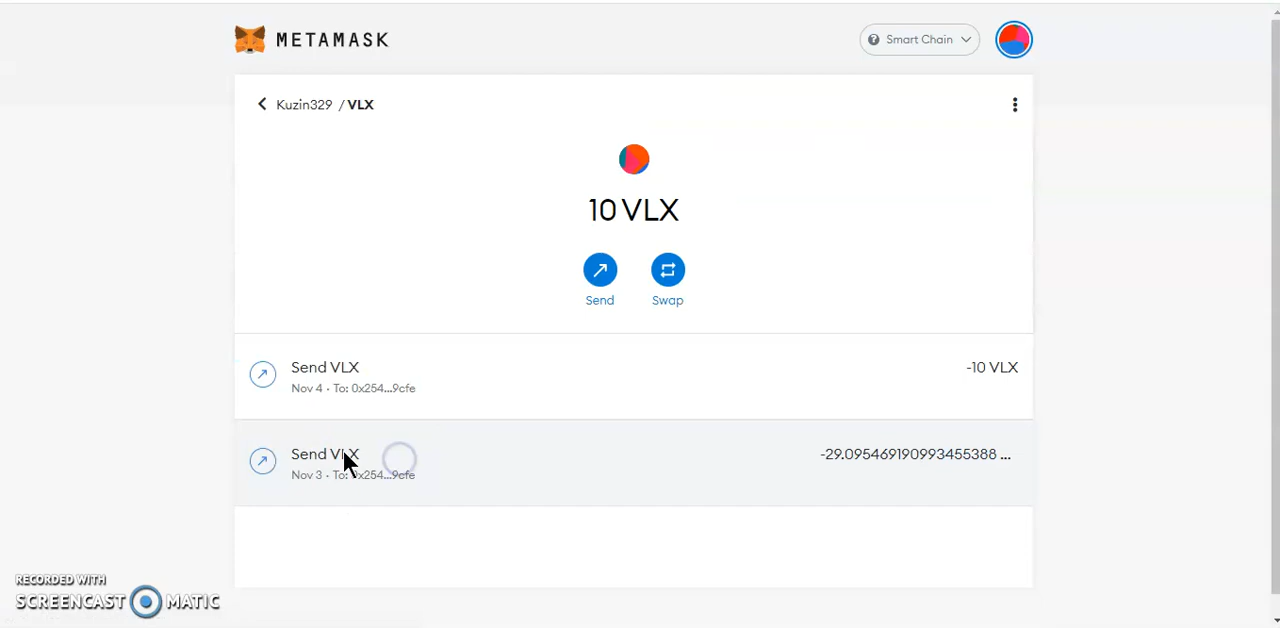 METAMASK
Smart Chain
Kuzin329 / VLX
10 VLX
Send
Swap
Send VLX
-10 VLX
Nov 4 · To: 0x254...9cfe
Send VLX
-29.095469190993455388 ...
Nov 3 · To: 0x254...9cfe
RECORDED WITH
SCREENCAST MATIC